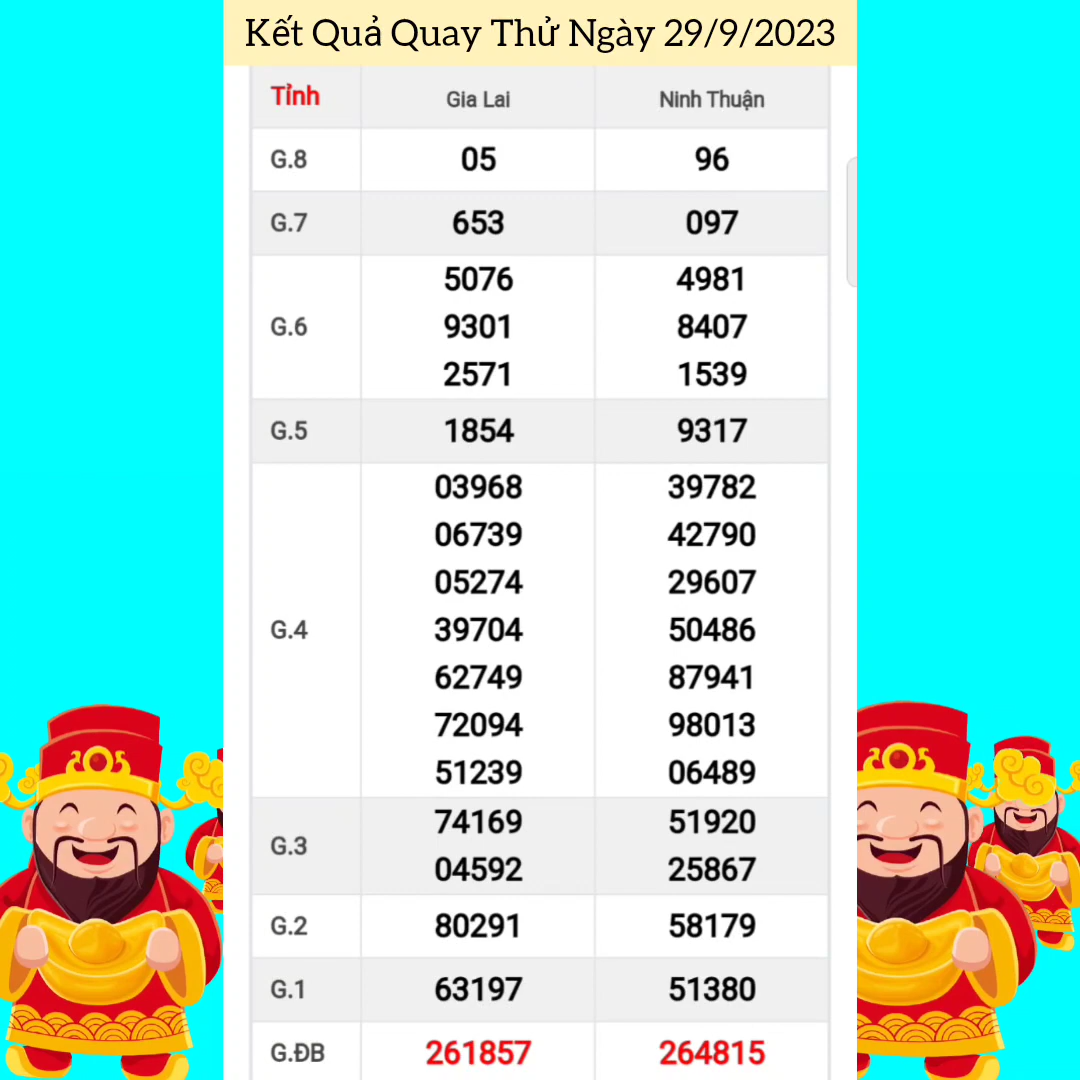 Kết Quả Quay Thử Ngày 29/9/2023
Tỉnh Gia Lai Ninh Thuận
G.8 05 96
G.7 653 097
5076 4981
G.6 9301 8407
2571 1539
G.5 1854 9317
03968 39782
06739 42790
05274 29607
G.4 39704 50486
62749 87941
72094 98013
51239 06489
74169 51920
G.3
04592 25867
G.2 80291 58179
G.1 63197 51380
G.ĐB 261857 264815